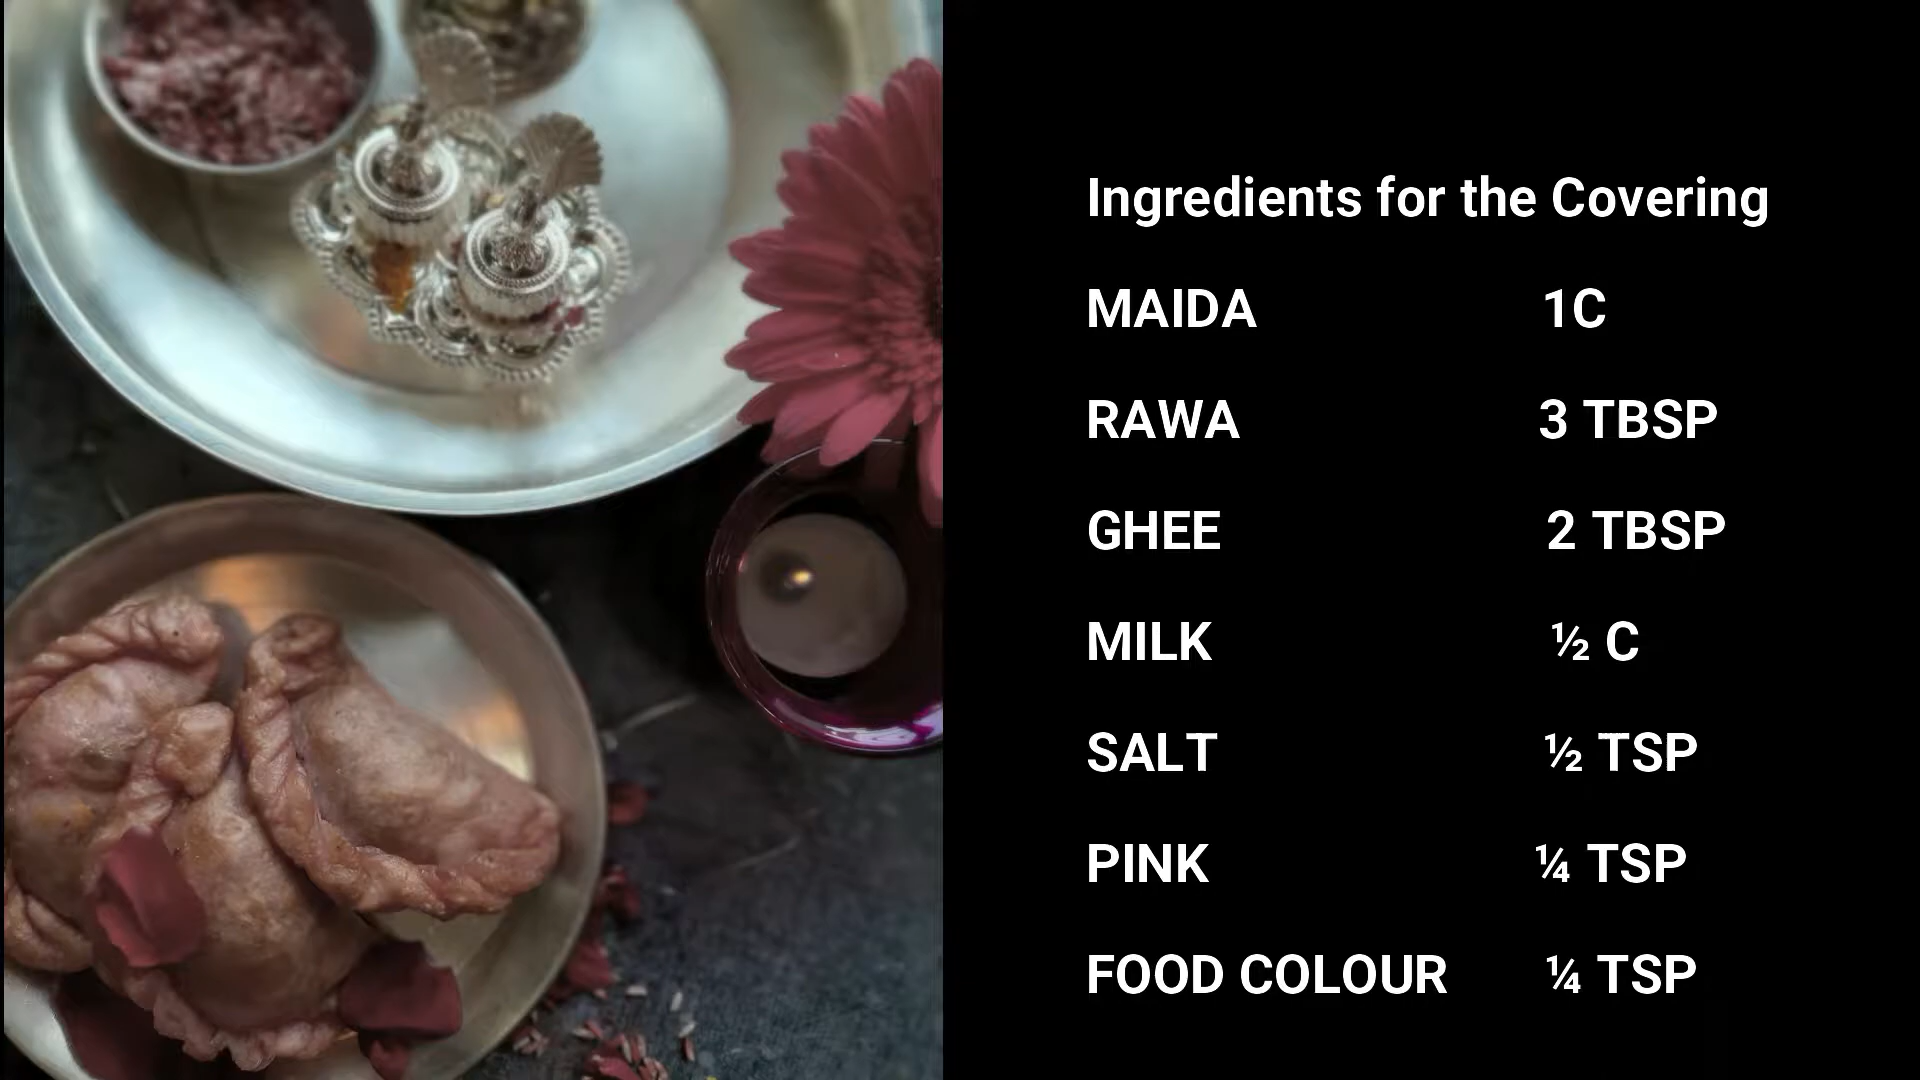 Ingredients for the Covering
MAIDA 1C
RAWA 3 TBSP
GHEE 2 TBSP
MILK ½ C
SALT ½ TSP
PINK ¼ TSP
FOOD COLOUR ¼ TSP